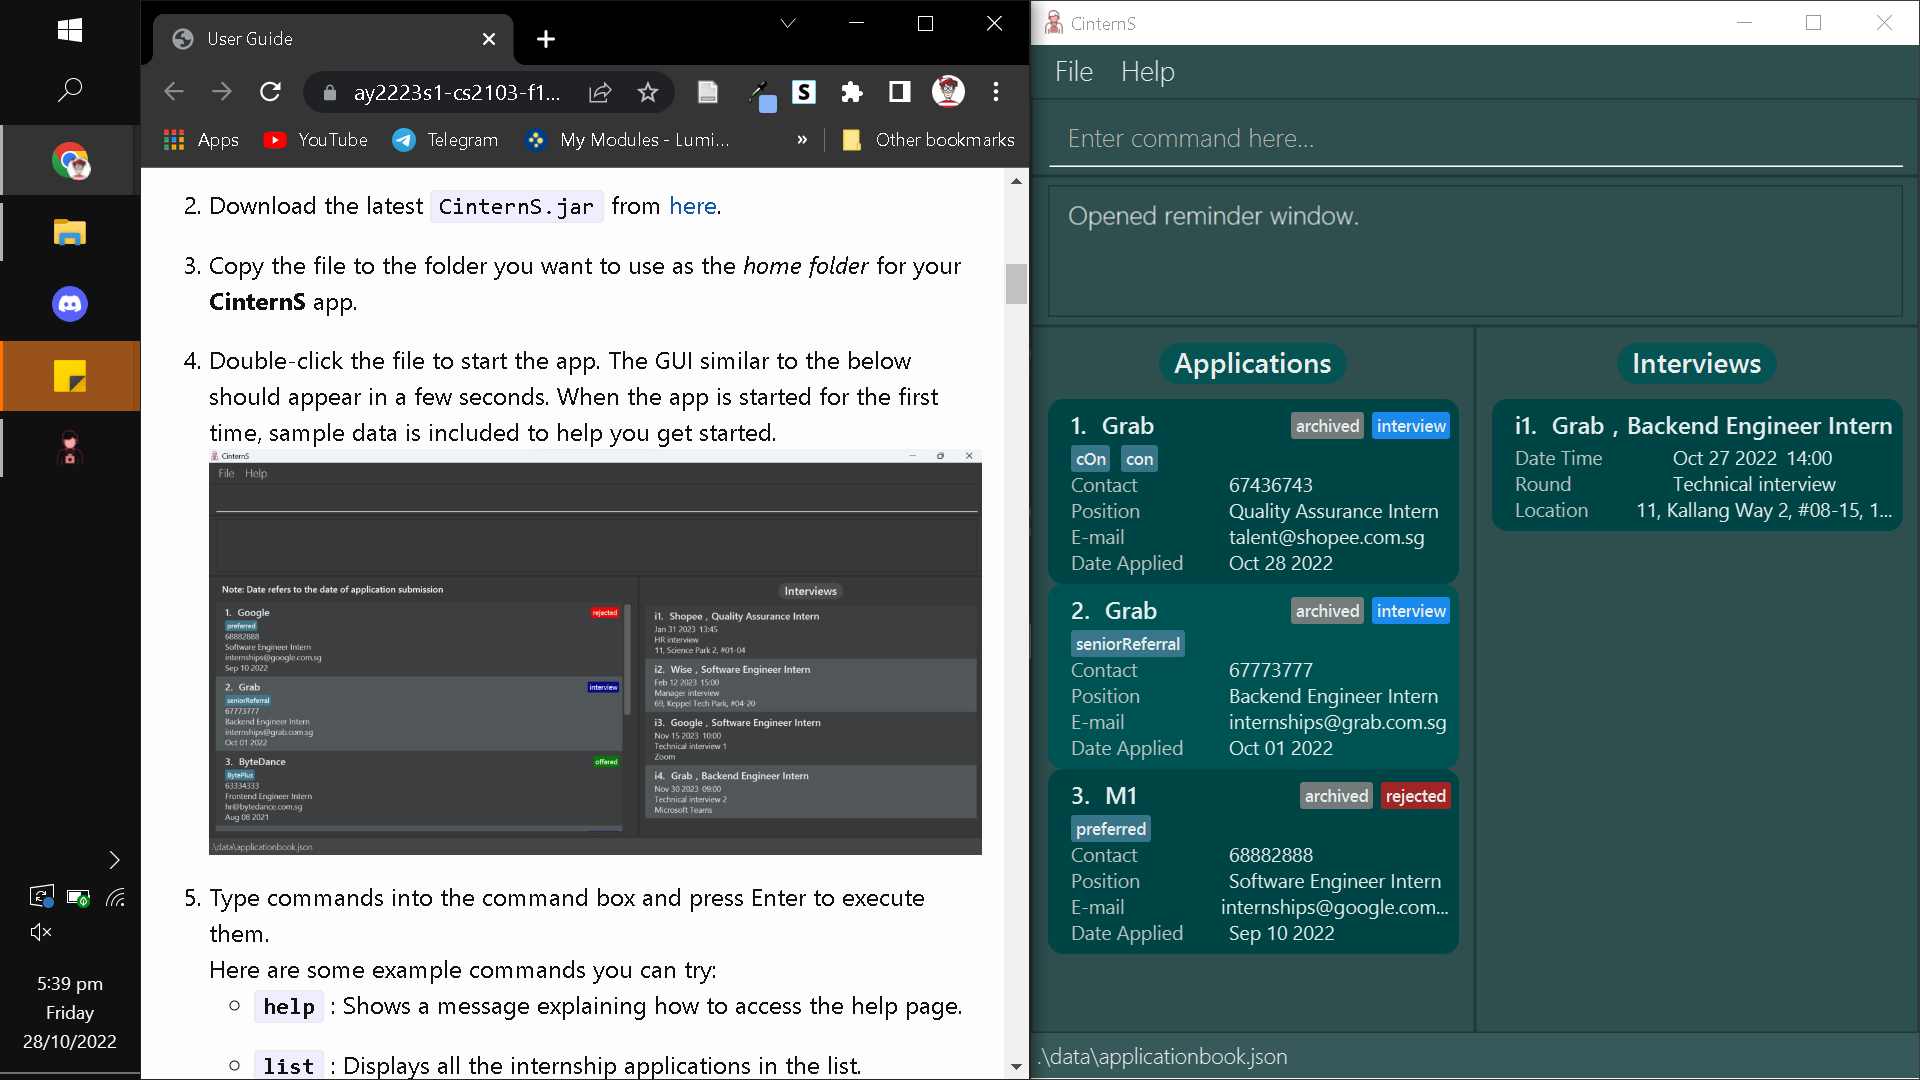 User Guide
ay2223s1-cs2103-f1...
Apps
YouTube
Telegram
My Modules - Lumi...
»
Other bookmarks
2. Download the latest CinternS.jar from here.
3. Copy the file to the folder you want to use as the home folder for your
CinternS app.
4. Double-click the file to start the app. The GUI similar to the below
should appear in a few seconds. When the app is started for the first
time, sample data is included to help you get started.
CinternS
File Help
Note: Date refers to the date of application submission
1. Google
rejected
preferred
68882888
Software Engineer Intern
internships@google.com.sg
Sep 10 2022
2. Grab
interview
seniorReferral
67773777
Backend Engineer Intern
internships@grab.com.sg
Oct 01 2022
3. ByteDance
offered
BytePlus
63334333
Frontend Engineer Intern
hr@bytedance.com.sg
Aug 08 2021
Interviews
i1. Shopee , Quality Assurance Intern
Jan 31 2023 13:45
HR interview
11, Science Park 2, #01-04
i2. Wise , Software Engineer Intern
Feb 12 2023 15:00
Manager interview
69, Keppel Tech Park, #04-20
i3. Google , Software Engineer Intern
Nov 15 2023 10:00
Technical interview 1
Zoom
i4. Grab , Backend Engineer Intern
Nov 30 2023 09:00
Technical interview 2
Microsoft Teams
.\data\applicationbook.json
5. Type commands into the command box and press Enter to execute
them.
Here are some example commands you can try:
help : Shows a message explaining how to access the help page.
list : Displays all the internship applications in the list.
5:39 pm
Friday
28/10/2022
CinternS
File Help
Enter command here...
Opened reminder window.
Applications
1. Grab archived interview
cOn con
Contact 67436743
Position Quality Assurance Intern
E-mail talent@shopee.com.sg
Date Applied Oct 28 2022
2. Grab archived interview
seniorReferral
Contact 67773777
Position Backend Engineer Intern
E-mail internships@grab.com.sg
Date Applied Oct 01 2022
3. M1 archived rejected
preferred
Contact 68882888
Position Software Engineer Intern
E-mail internships@google.com...
Date Applied Sep 10 2022
Interviews
i1. Grab , Backend Engineer Intern
Date Time Oct 27 2022 14:00
Round Technical interview
Location 11, Kallang Way 2, #08-15, 1...
.\data\applicationbook.json